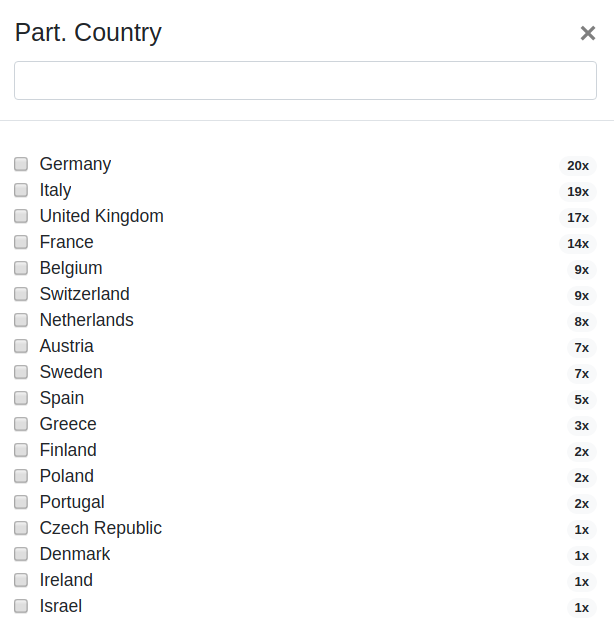 Part. Country ×
Germany 20x
Italy 19x
United Kingdom 17x
France 14x
Belgium 9x
Switzerland 9x
Netherlands 8x
Austria 7x
Sweden 7x
Spain 5x
Greece 3x
Finland 2x
Poland 2x
Portugal 2x
Czech Republic 1x
Denmark 1x
Ireland 1x
Israel 1x